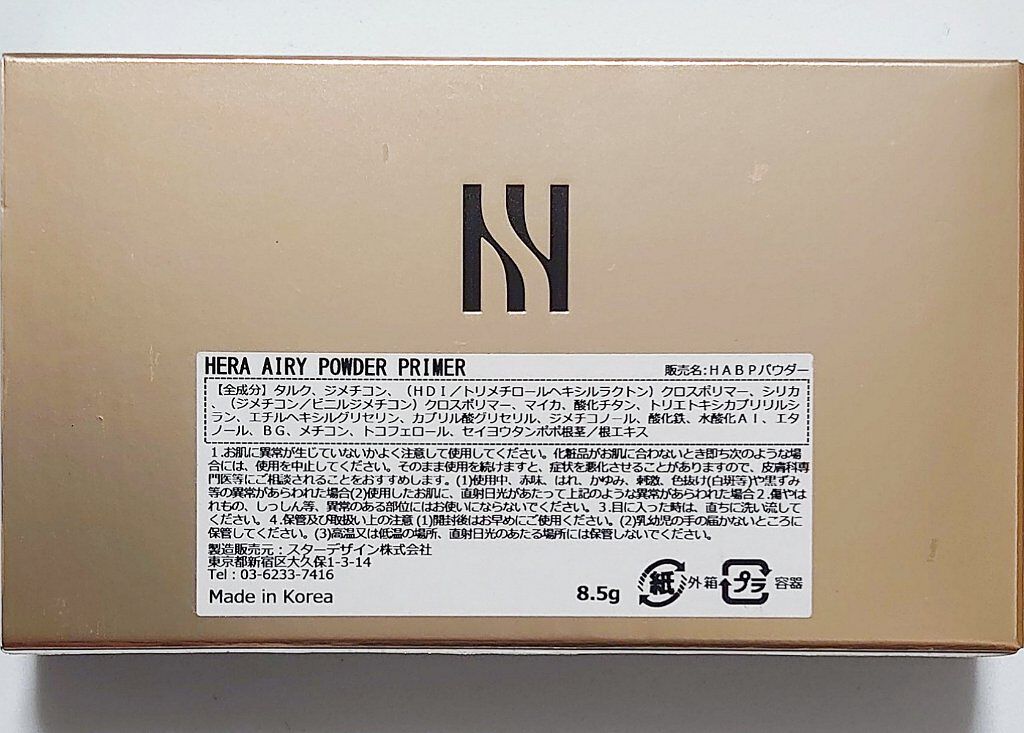 HERA AIRY POWDER PRIMER
販売名:ＨＡＢＰパウダー
【全成分】タルク、ジメチコン、（ＨＤＩ／トリメチロールヘキシルラクトン）クロスポリマー、シリカ
、（ジメチコン／ビニルジメチコン）クロスポリマー、マイカ、酸化チタン、トリエトキシカプリリルシ
ラン、エチルヘキシルグリセリン、カプリル酸グリセリル、ジメチコノール、酸化鉄、水酸化Ａｌ、エタ
ノール、ＢＧ、メチコン、トコフェロール、セイヨウタンポポ根茎／根エキス
１.お肌に異常が生じていないかよく注意して使用してください。化粧品がお肌に合わないとき即ち次のような場
合には、使用を中止してください。そのまま使用を続けますと、症状を悪化させることがありますので、皮膚科専
門医等にご相談されることをおすすめします。(1)使用中、赤味、はれ、かゆみ、刺激、色抜け(白斑等)や黒ずみ
等の異常があらわれた場合(2)使用したお肌に、直射日光があたって上記のような異常があらわれた場合２.傷やは
れもの、しっしん等、異常のある部位にはお使いにならないでください。３.目に入った時は、直ちに洗い流して
ください。４.保管及び取扱い上の注意 (1)開封後はお早めにご使用ください。(2)乳幼児の手の届かないところに
保管してください。(3)高温又は低温の場所、直射日光のあたる場所には保管しないでください。
製造販売元：スターデザイン株式会社
東京都新宿区大久保1-3-14
Tel：03-6233-7416
Made in Korea
8.5g
紙 外箱 プラ 容器